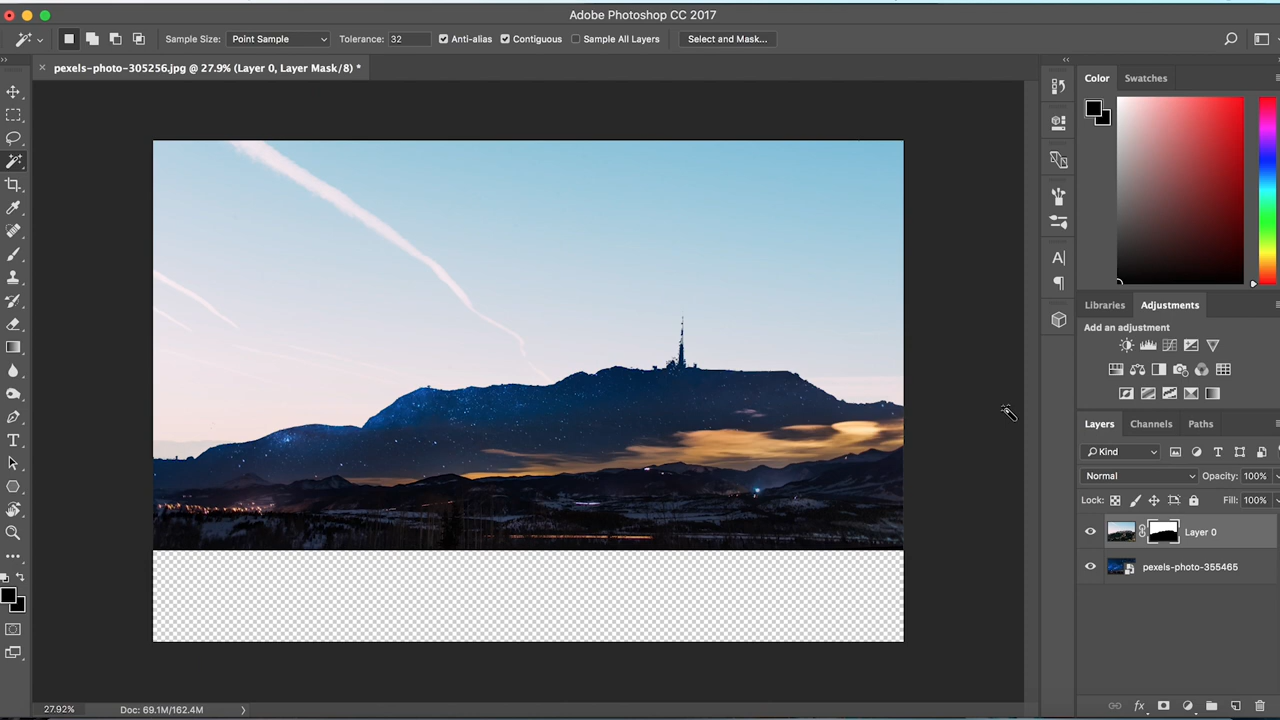 Adobe Photoshop CC 2017
Sample Size: Point Sample Tolerance: 32 Anti-alias Contiguous Sample All Layers Select and Mask...
pexels-photo-305256.jpg @ 27.9% (Layer 0, Layer Mask/8) *
Color Swatches
Libraries Adjustments
Add an adjustment
Layers Channels Paths
Kind
Normal Opacity: 100%
Lock: Fill: 100%
Layer 0
pexels-photo-355465
27.92% Doc: 69.1M/162.4M